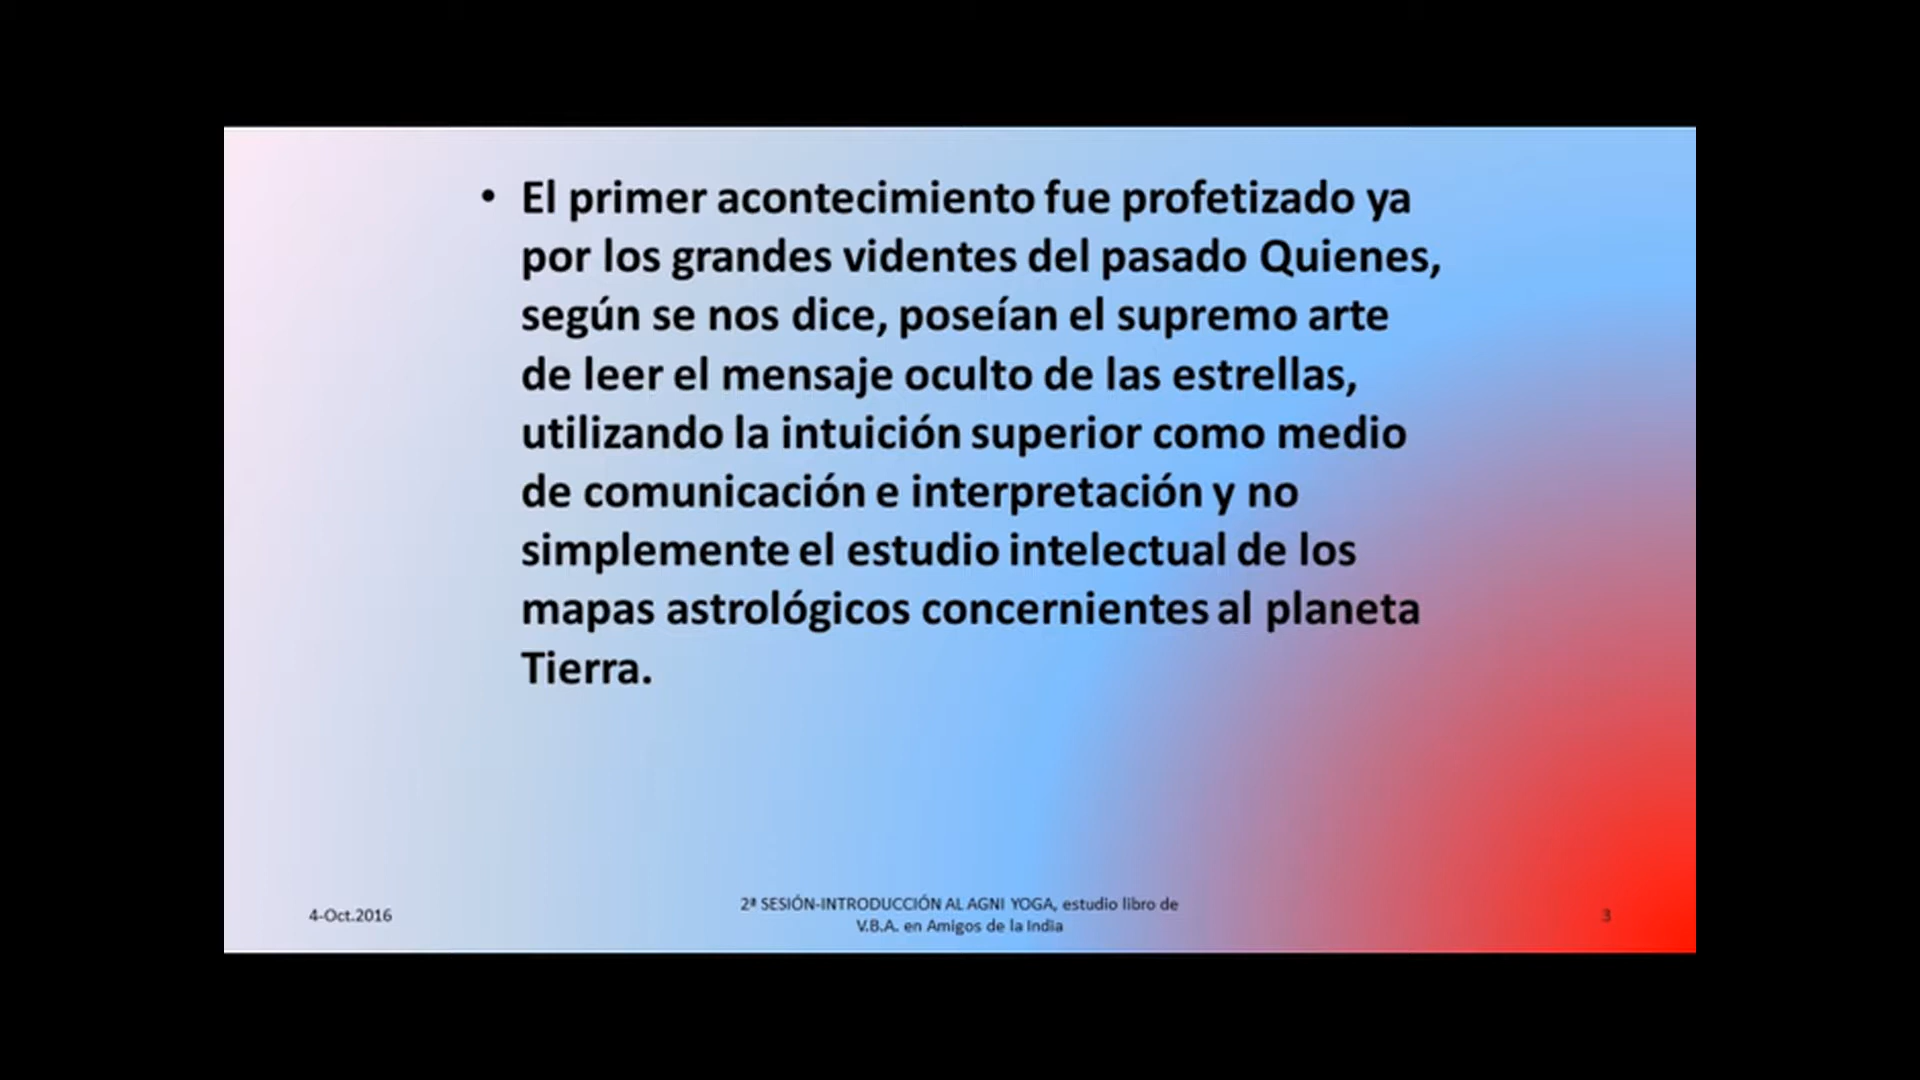 • El primer acontecimiento fue profetizado ya
por los grandes videntes del pasado Quienes,
según se nos dice, poseían el supremo arte
de leer el mensaje oculto de las estrellas,
utilizando la intuición superior como medio
de comunicación e interpretación y no
simplemente el estudio intelectual de los
mapas astrológicos concernientes al planeta
Tierra.
4-Oct.2016
2ª SESIÓN-INTRODUCCIÓN AL AGNI YOGA, estudio libro de
V.B.A. en Amigos de la India
3